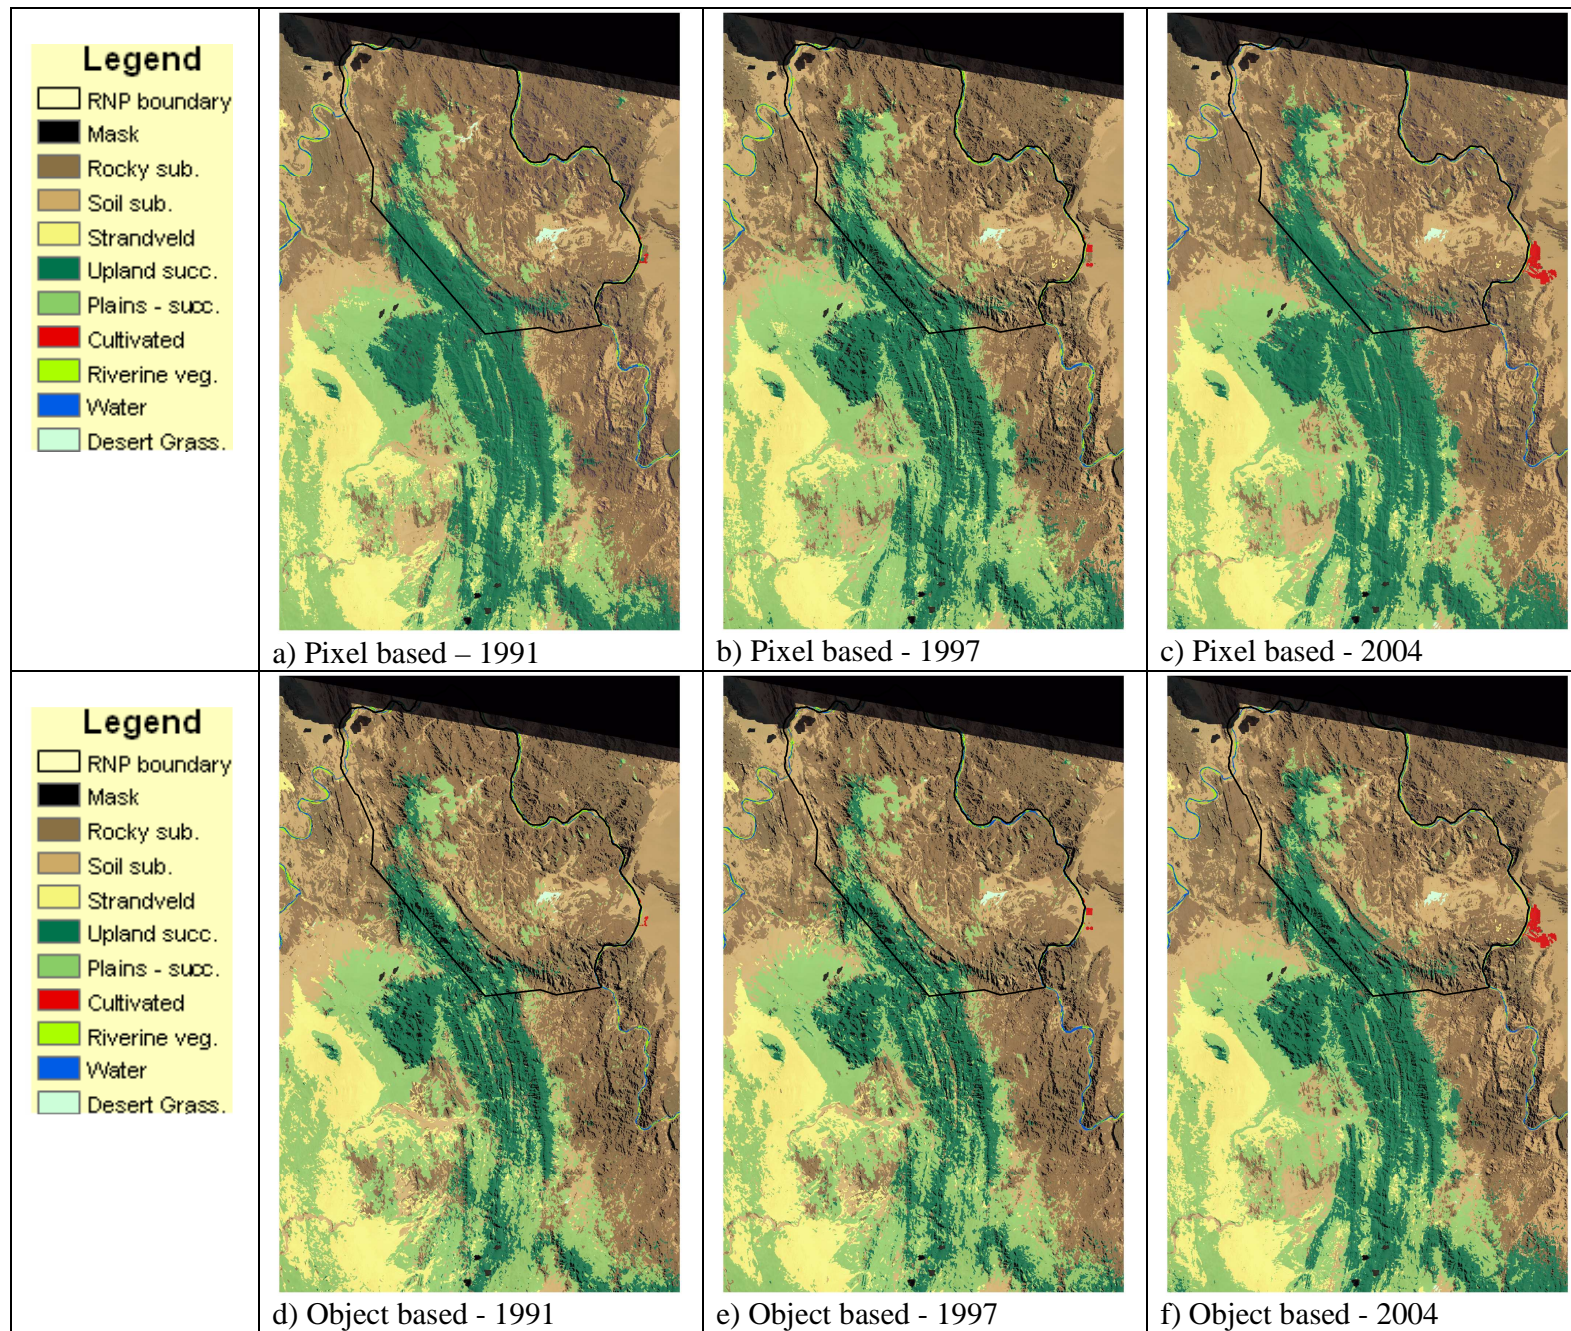 Legend
RNP boundary
Mask
Rocky sub.
Soil sub.
Strandveld
Upland succ.
Plains - succ.
Cultivated
Riverine veg.
Water
Desert Grass.
a) Pixel based – 1991
b) Pixel based - 1997
c) Pixel based - 2004
Legend
RNP boundary
Mask
Rocky sub.
Soil sub.
Strandveld
Upland succ.
Plains - succ.
Cultivated
Riverine veg.
Water
Desert Grass.
d) Object based - 1991
e) Object based - 1997
f) Object based - 2004